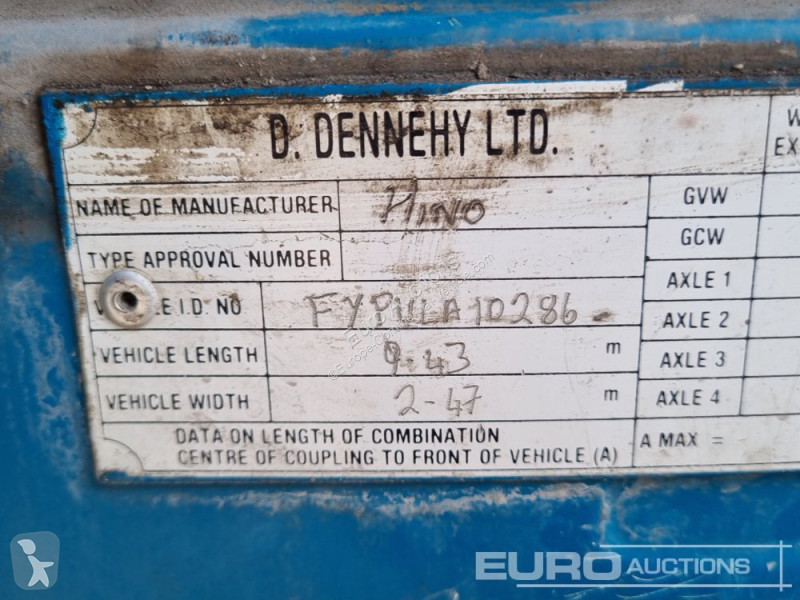 D. DENNEHY LTD.
W
EX
NAME OF MANUFACTURER HINO GVW
GCW
TYPE APPROVAL NUMBER
AXLE 1
I.D. NO FYPULA10286
AXLE 2
VEHICLE LENGTH 9.43 m AXLE 3
VEHICLE WIDTH 2-47 m AXLE 4
DATA ON LENGTH OF COMBINATION
CENTRE OF COUPLING TO FRONT OF VEHICLE (A)
A MAX =
EURO AUCTIONS